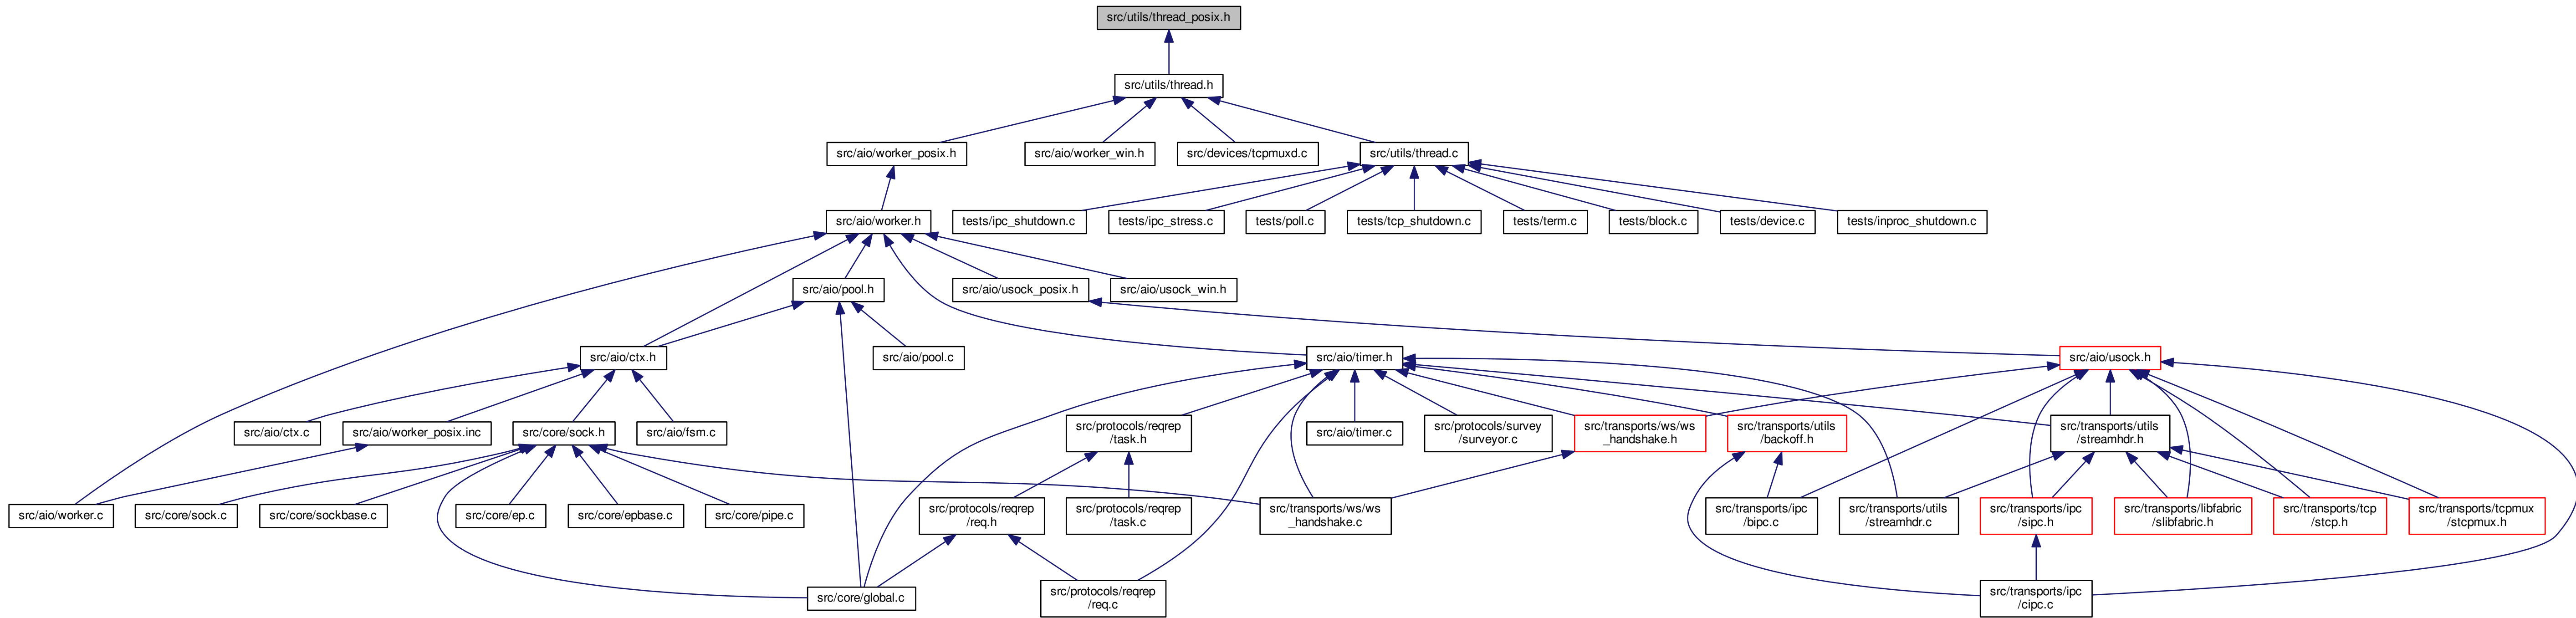 src/utils/thread_posix.h
src/utils/thread.h
src/aio/worker_posix.h
src/aio/worker_win.h
src/devices/tcpmuxd.c
src/utils/thread.c
src/aio/worker.h
tests/ipc_shutdown.c
tests/ipc_stress.c
tests/poll.c
tests/tcp_shutdown.c
tests/term.c
tests/block.c
tests/device.c
tests/inproc_shutdown.c
src/aio/pool.h
src/aio/usock_posix.h
src/aio/usock_win.h
src/aio/ctx.h
src/aio/pool.c
src/aio/timer.h
src/aio/usock.h
src/aio/ctx.c
src/aio/worker_posix.inc
src/core/sock.h
src/aio/fsm.c
src/protocols/reqrep
/task.h
src/aio/timer.c
src/protocols/survey
/surveyor.c
src/transports/ws/ws
_handshake.h
src/transports/utils
/backoff.h
src/transports/utils
/streamhdr.h
src/aio/worker.c
src/core/sock.c
src/core/sockbase.c
src/core/ep.c
src/core/epbase.c
src/core/pipe.c
src/protocols/reqrep
/req.h
src/protocols/reqrep
/task.c
src/transports/ws/ws
_handshake.c
src/transports/ipc
/bipc.c
src/transports/utils
/streamhdr.c
src/transports/ipc
/sipc.h
src/transports/libfabric
/slibfabric.h
src/transports/tcp
/stcp.h
src/transports/tcpmux
/stcpmux.h
src/core/global.c
src/protocols/reqrep
/req.c
src/transports/ipc
/cipc.c